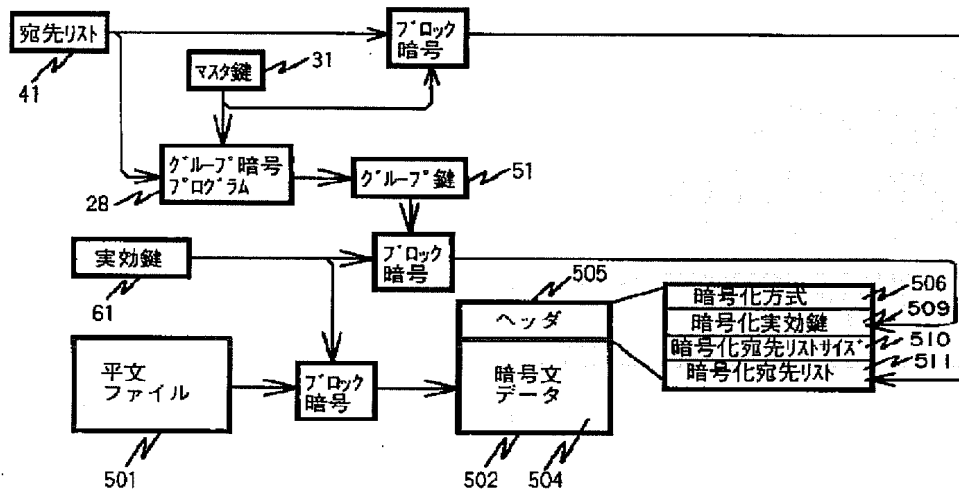 宛先リスト
41
マスタ鍵
31
ブロック
暗号
グループ暗号
プログラム
28
グループ鍵
51
実効鍵
61
ブロック
暗号
平文
ファイル
501
ブロック
暗号
505
ヘッダ
暗号文
データ
502
504
暗号化方式
506
暗号化実効鍵
509
暗号化宛先リストサイズ
510
暗号化宛先リスト
511